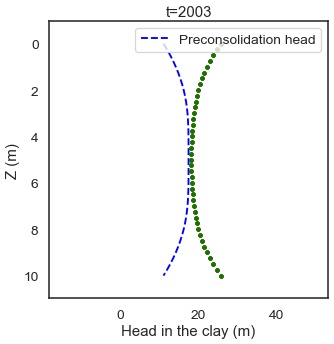 t=2003
Preconsolidation head
0
2
4
6
8
10
Z (m)
0
20
40
Head in the clay (m)